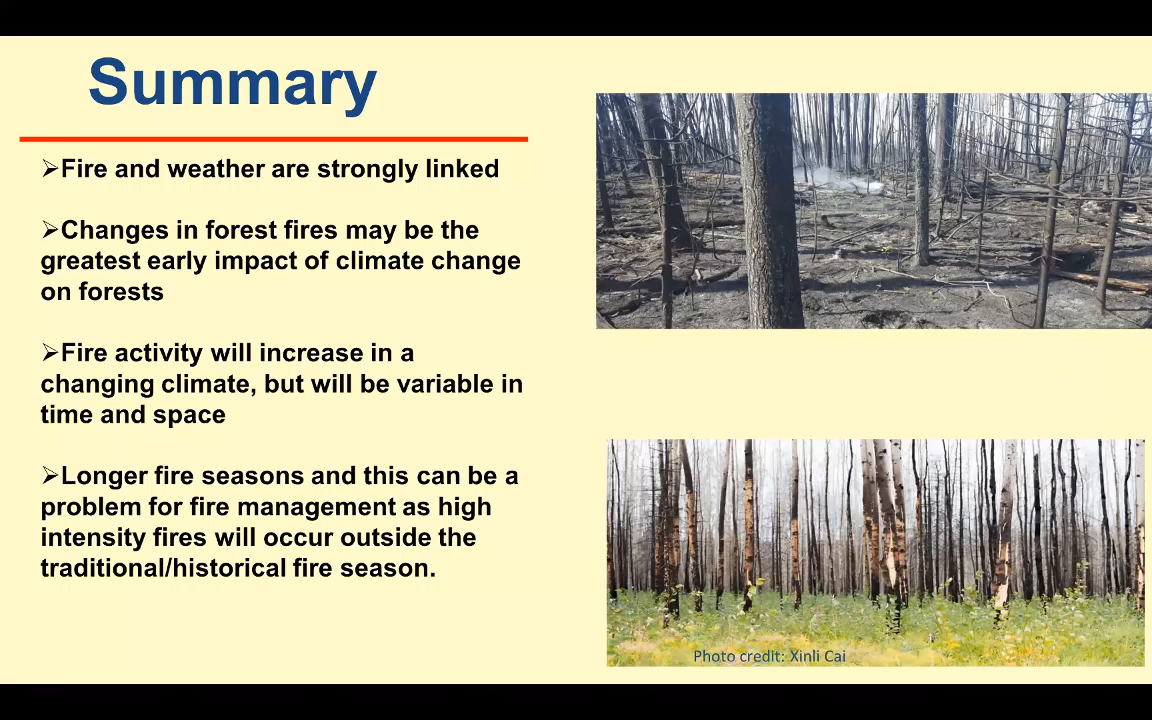 Summary
➢Fire and weather are strongly linked
➢Changes in forest fires may be the
greatest early impact of climate change
on forests
➢Fire activity will increase in a
changing climate, but will be variable in
time and space
➢Longer fire seasons and this can be a
problem for fire management as high
intensity fires will occur outside the
traditional/historical fire season.
Photo credit: Xinli Cai